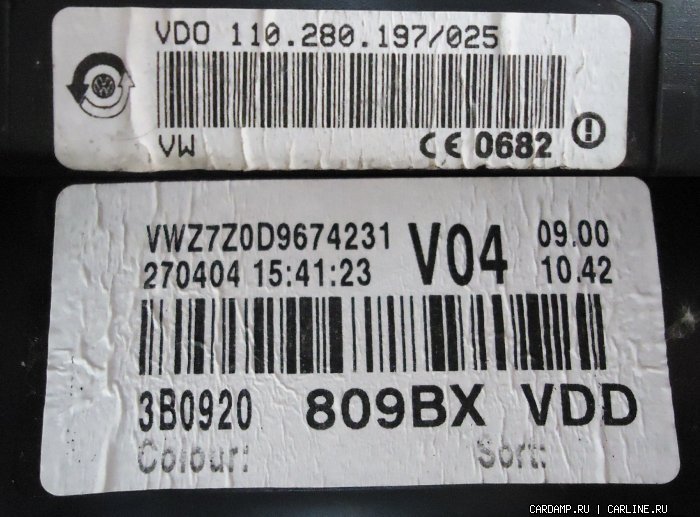 VDO 110.280.197/025
VW CE 0682
VWZ7Z0D9674231 V04 09.00
270404 15:41:23 10.42
3B0920 809BX VDD
Colour: Sort:
CARDAMP.RU | CARLINE.RU